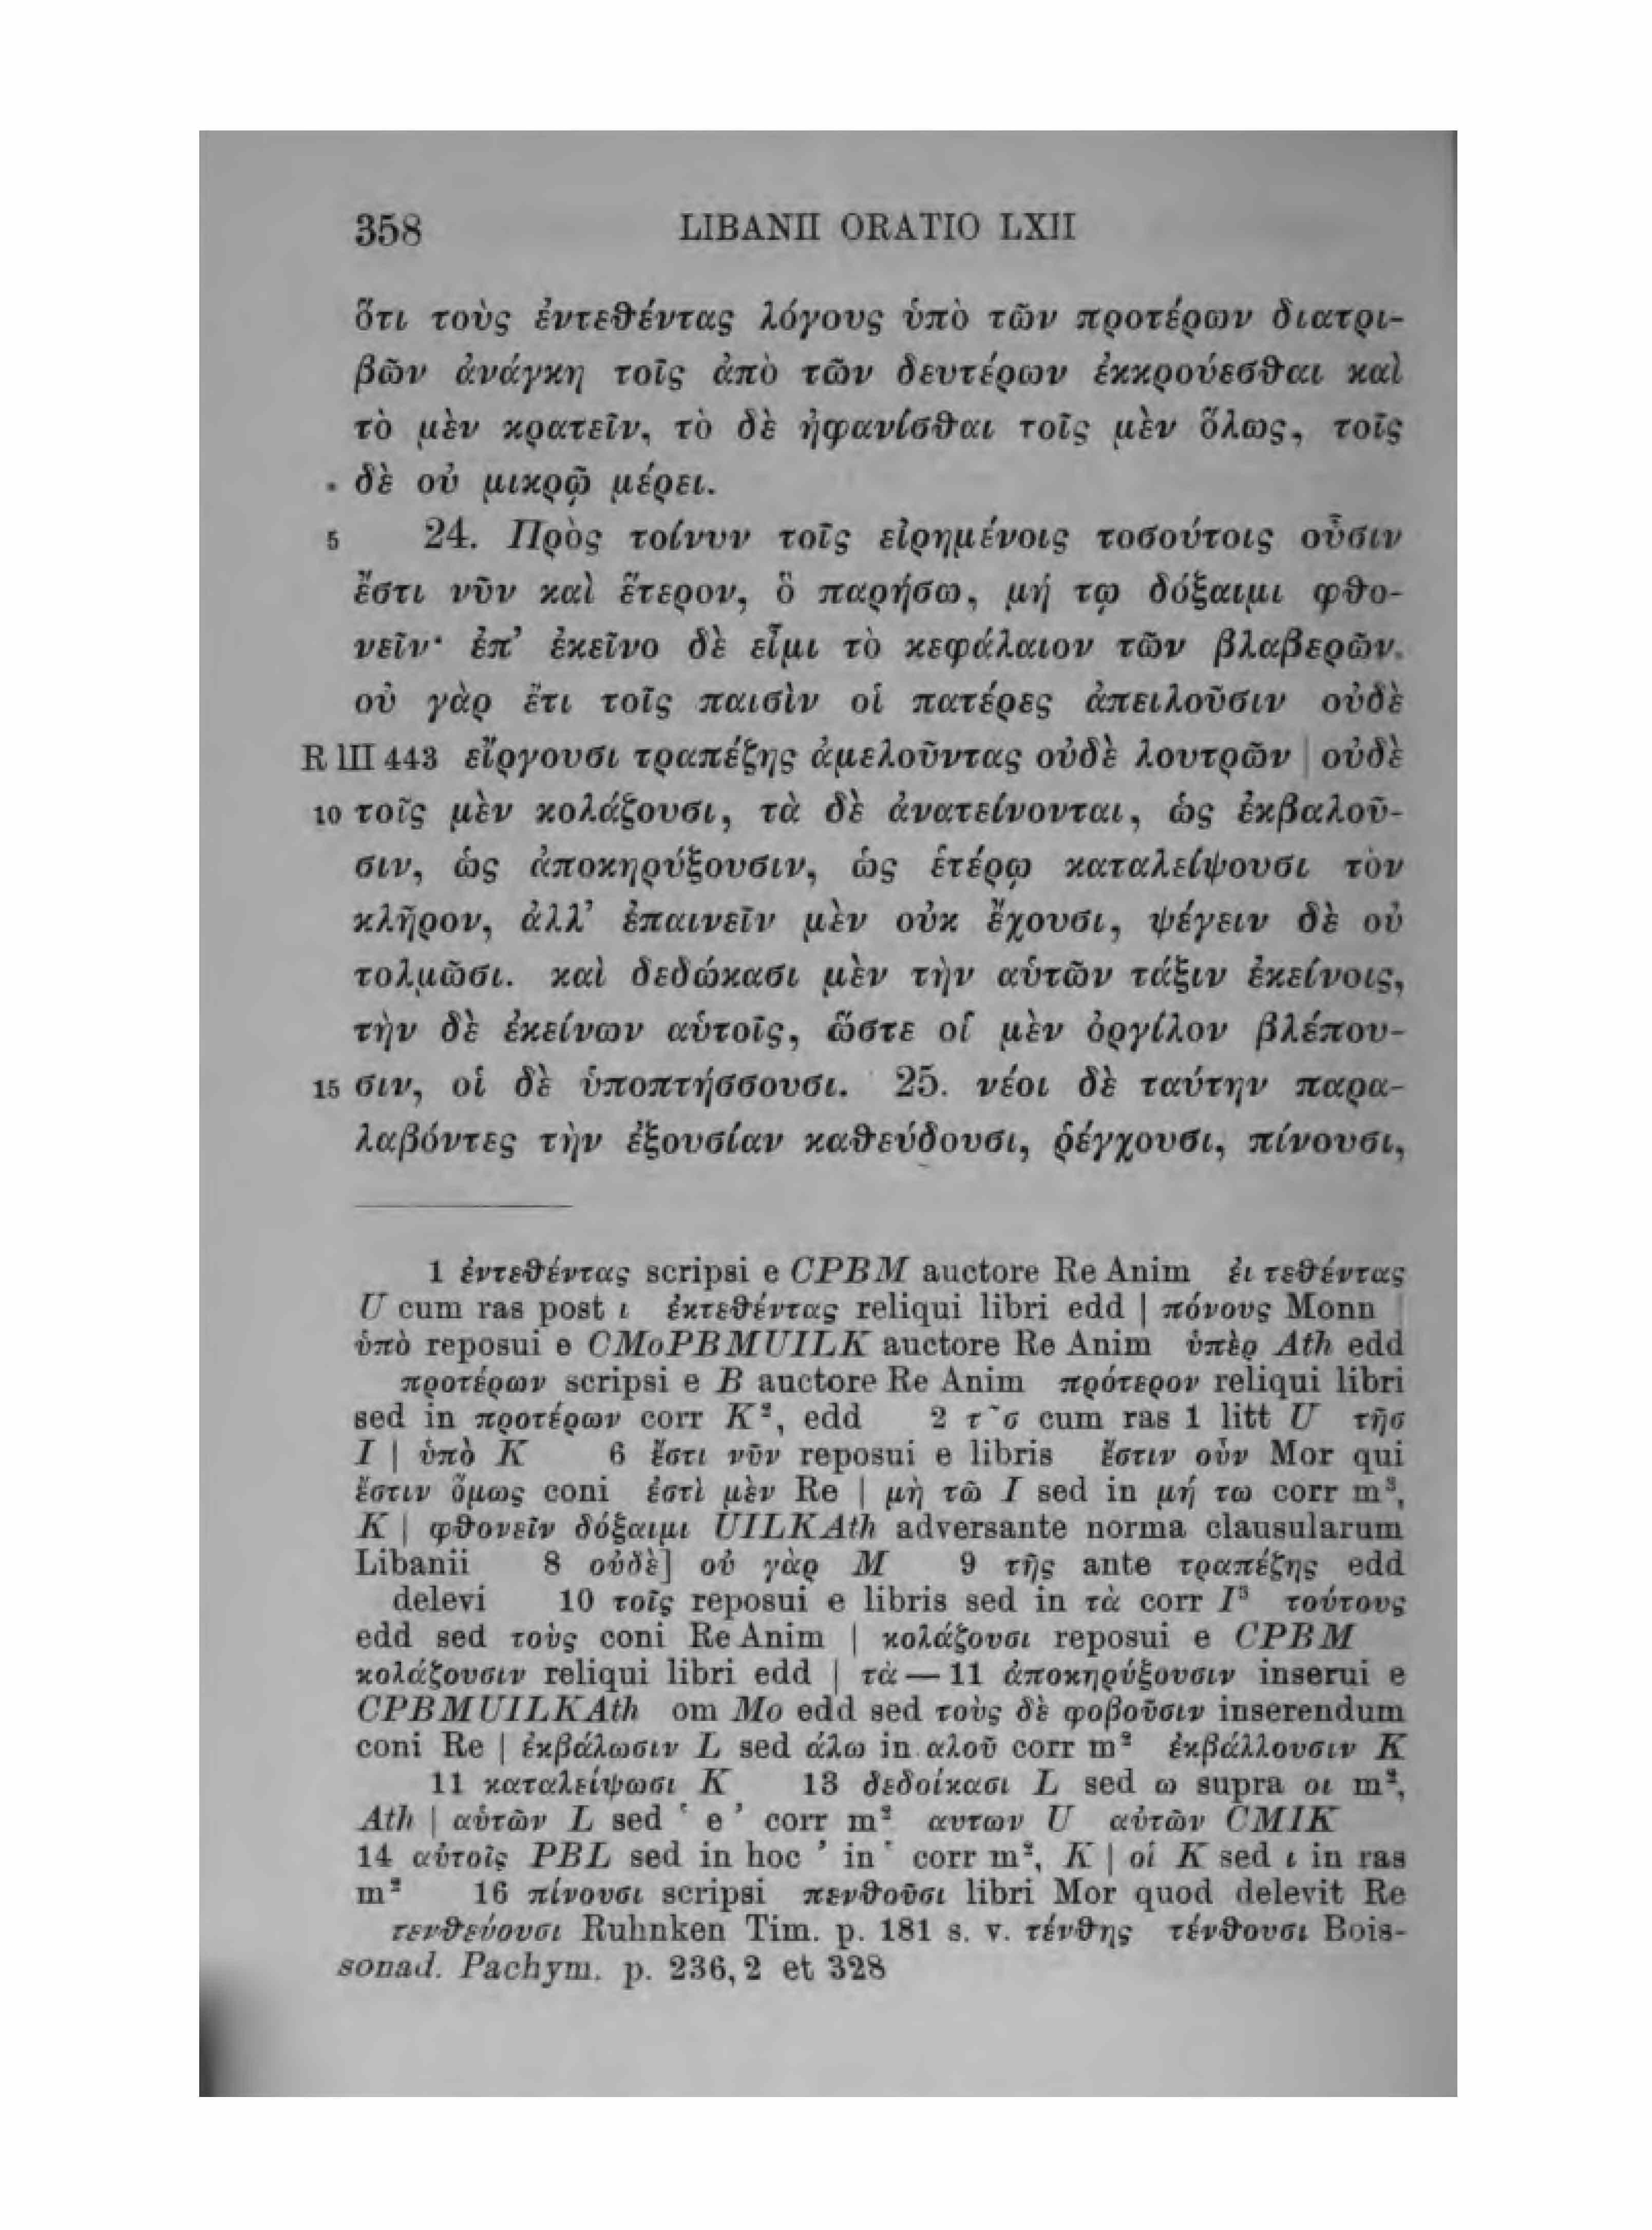 358 LIBANII ORATIO LXII
ὅτι τοὺς ἐντεθέντας λόγους ὑπὸ τῶν προτέρων διατρι-
βῶν ἀνάγκη τοῖς ἀπὸ τῶν δευτέρων ἐκκρούεσθαι καὶ
τὸ μὲν κρατεῖν, τὸ δὲ ἠφανίσθαι τοῖς μὲν ὅλως, τοῖς
δὲ οὐ μικρῷ μέρει.
5 24. Πρὸς τοίνυν τοῖς εἰρημένοις τοσούτοις οὖσιν
ἔστι νῦν καὶ ἕτερον, ὃ παρήσω, μή τῳ δόξαιμι φθο-
νεῖν· ἐπ’ ἐκεῖνο δὲ εἶμι τὸ κεφάλαιον τῶν βλαβερῶν.
οὐ γὰρ ἔτι τοῖς παισὶν οἱ πατέρες ἀπειλοῦσιν οὐδὲ
R III 443 εἴργουσι τραπέζης ἀμελοῦντας οὐδὲ λουτρῶν | οὐδὲ
10 τοῖς μὲν κολάζουσι, τὰ δὲ ἀνατείνονται, ὡς ἐκβαλοῦ-
σιν, ὡς ἀποκηρύξουσιν, ὡς ἑτέρῳ καταλείψουσι τὸν
κλῆρον, ἀλλ’ ἐπαινεῖν μὲν οὐκ ἔχουσι, ψέγειν δὲ οὐ
τολμῶσι. καὶ δεδώκασι μὲν τὴν αὑτῶν τάξιν ἐκείνοις,
τὴν δὲ ἐκείνων αὑτοῖς, ὥστε οἱ μὲν ὀργίλον βλέπου-
15 σιν, οἱ δὲ ὑποπτήσσουσι. 25. νέοι δὲ ταύτην παρα-
λαβόντες τὴν ἐξουσίαν καθεύδουσι, ῥέγχουσι, πίνουσι,
1 ἐντεθέντας scripsi e CPBM auctore Re Anim ἐι τεθέντας
U cum ras post ι ἐκτεθέντας reliqui libri edd | πόνους Monn |
ὑπὸ reposui e CMoPBMUILK auctore Re Anim ὑπὲρ Ath edd
προτέρων scripsi e B auctore Re Anim πρότερον reliqui libri
sed in προτέρων corr K², edd 2 τ῀σ cum ras 1 litt U τῆσ
I | ὑπὸ K 6 ἔστι νῦν reposui e libris ἔστιν οὖν Mor qui
ἔστιν ὅμως coni ἐστὶ μὲν Re | μὴ τῶ I sed in μή τω corr m³,
K | φθονεῖν δόξαιμι UILKAth adversante norma clausularum
Libanii 8 οὐδὲ] οὐ γὰρ M 9 τῆς ante τραπέζης edd
delevi 10 τοῖς reposui e libris sed in τὰ corr I³ τούτους
edd sed τοὺς coni Re Anim | κολάζουσι reposui e CPBM
κολάζουσιν reliqui libri edd | τὰ — 11 ἀποκηρύξουσιν inserui e
CPBMUILKAth om Mo edd sed τοὺς δὲ φοβοῦσιν inserendum
coni Re | ἐκβάλωσιν L sed άλω in αλοῦ corr m² ἐκβάλλουσιν K
11 καταλείψωσι K 13 δεδοίκασι L sed ω supra οι m²,
Ath | αὑτῶν L sed ʽ e ʼ corr m² αυτων U αὐτῶν CMIK
14 αὐτοῖς PBL sed in hoc ʼ in ʽ corr m², K | οἱ K sed ι in ras
m² 16 πίνουσι scripsi πενθοῦσι libri Mor quod delevit Re
τενθεύουσι Ruhnken Tim. p. 181 s. v. τένθης τένθουσι Bois-
sonad. Pachym. p. 236, 2 et 328